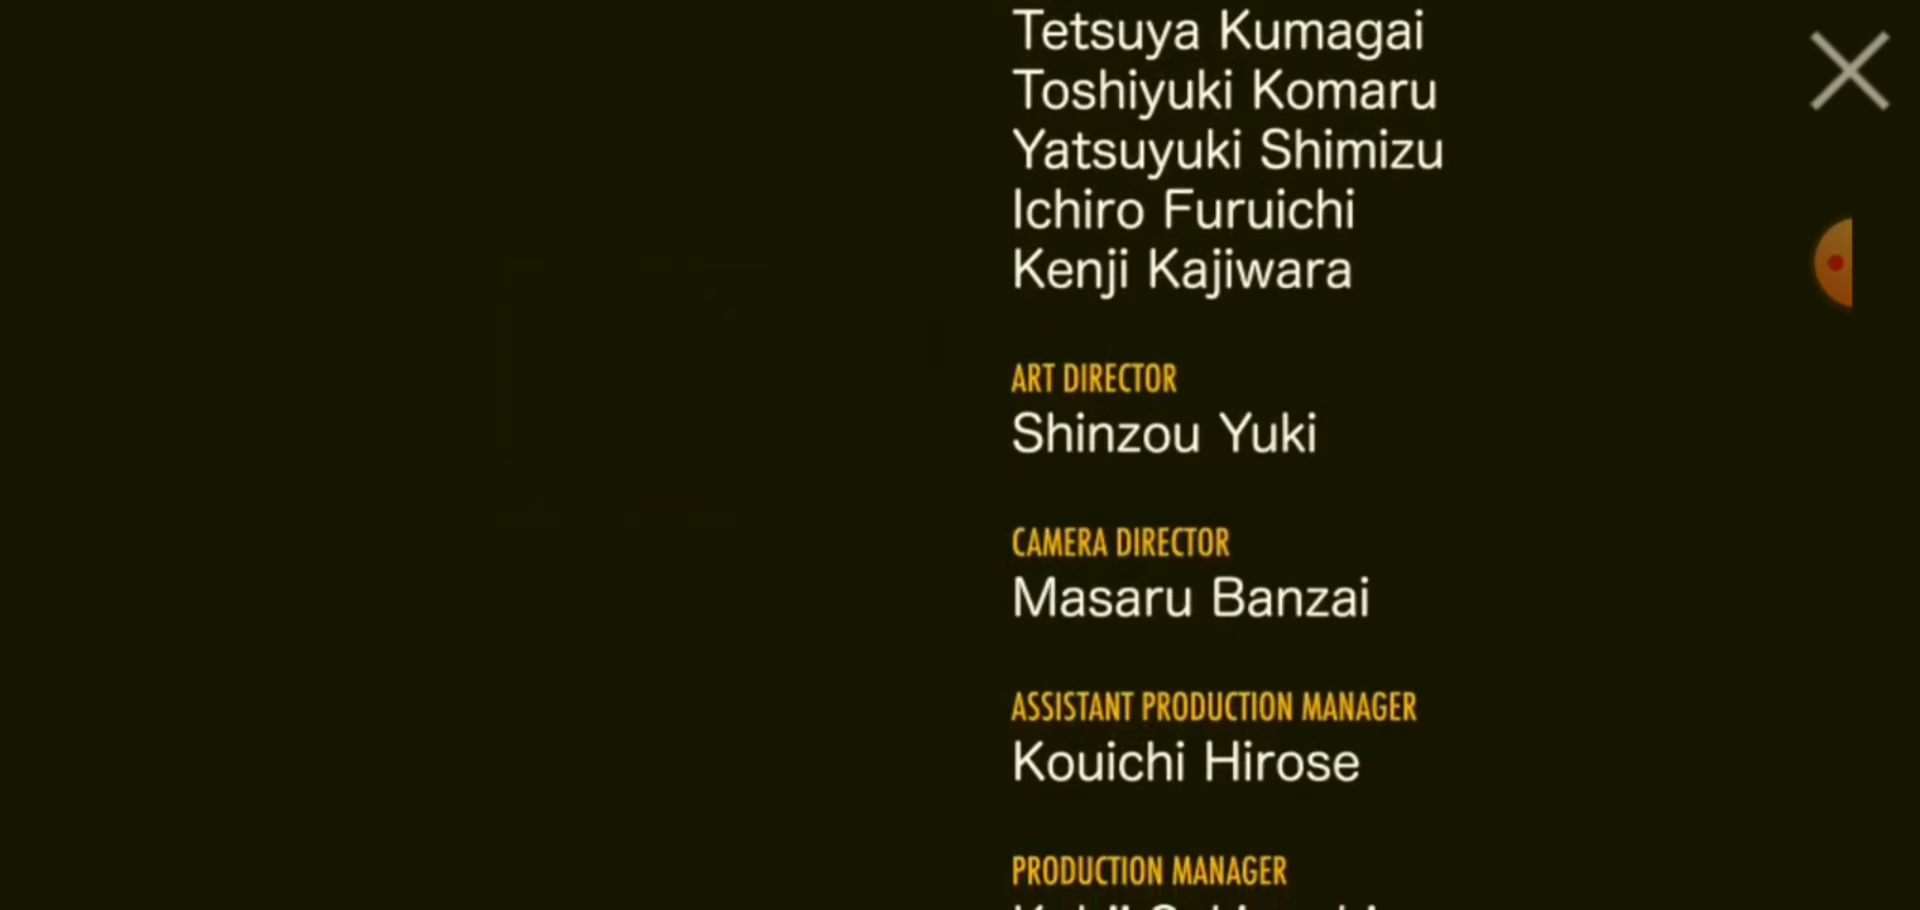 Tetsuya Kumagai
Toshiyuki Komaru
Yatsuyuki Shimizu
Ichiro Furuichi
Kenji Kajiwara
ART DIRECTOR
Shinzou Yuki
CAMERA DIRECTOR
Masaru Banzai
ASSISTANT PRODUCTION MANAGER
Kouichi Hirose
PRODUCTION MANAGER